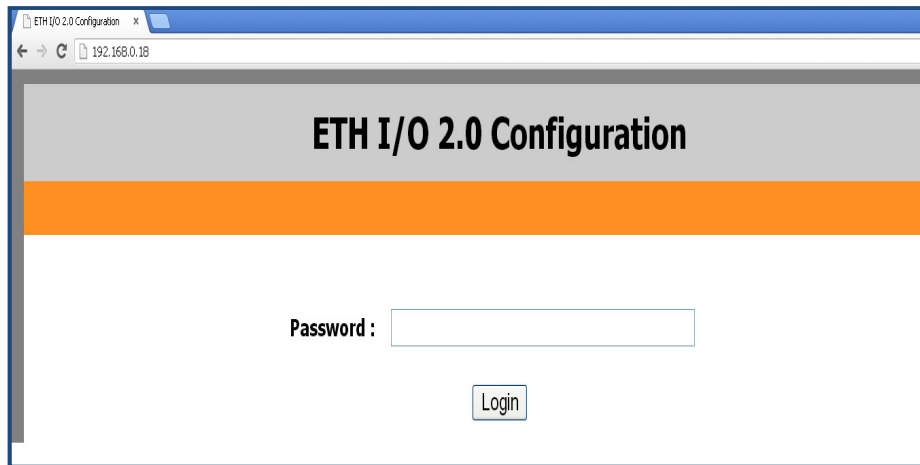 ETH I/O 2.0 Configuration x
192.168.0.18
ETH I/O 2.0 Configuration
Password :
Login